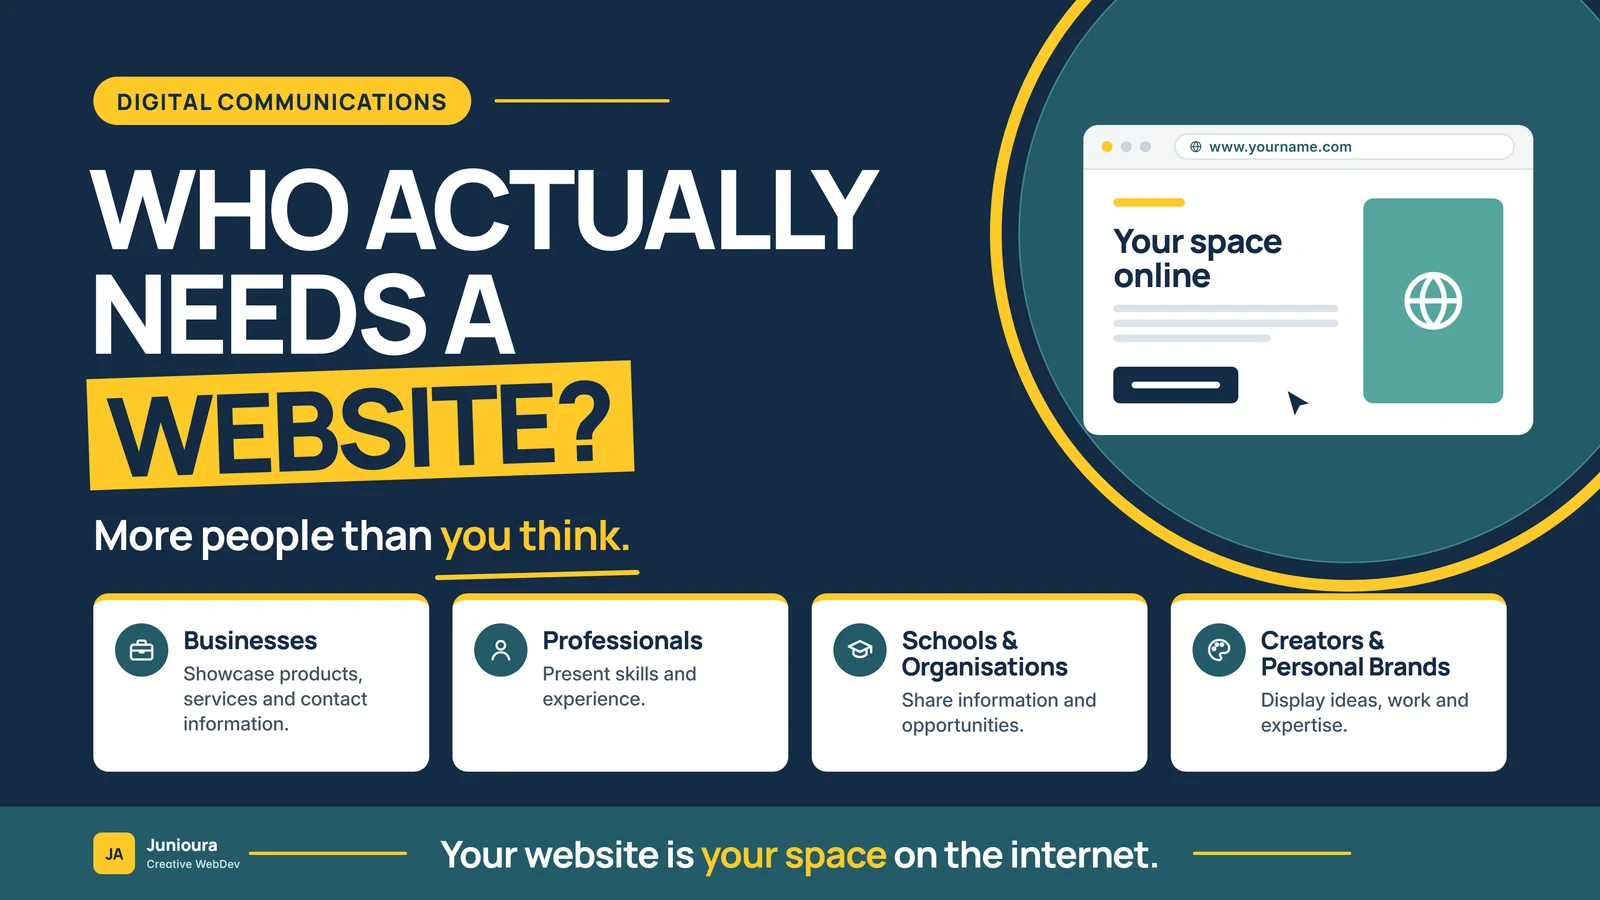 DIGITAL COMMUNICATIONS
WHO ACTUALLY
NEEDS A
WEBSITE?
More people than you think.
www.yourname.com
Your space
online
Businesses
Showcase products,
services and contact
information.
Professionals
Present skills and
experience.
Schools &
Organisations
Share information and
opportunities.
Creators &
Personal Brands
Display ideas, work and
expertise.
JA
Junioura
Creative WebDev
Your website is your space on the internet.